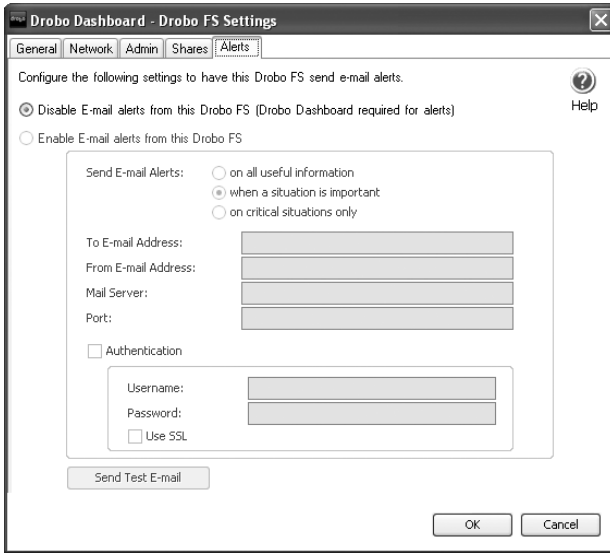 Drobo Dashboard - Drobo FS Settings
General Network Admin Shares Alerts
Configure the following settings to have this Drobo FS send e-mail alerts.
Help
Disable E-mail alerts from this Drobo FS (Drobo Dashboard required for alerts)
Enable E-mail alerts from this Drobo FS
Send E-mail Alerts:
on all useful information
when a situation is important
on critical situations only
To E-mail Address:
From E-mail Address:
Mail Server:
Port:
Authentication
Username:
Password:
Use SSL
Send Test E-mail
OK Cancel